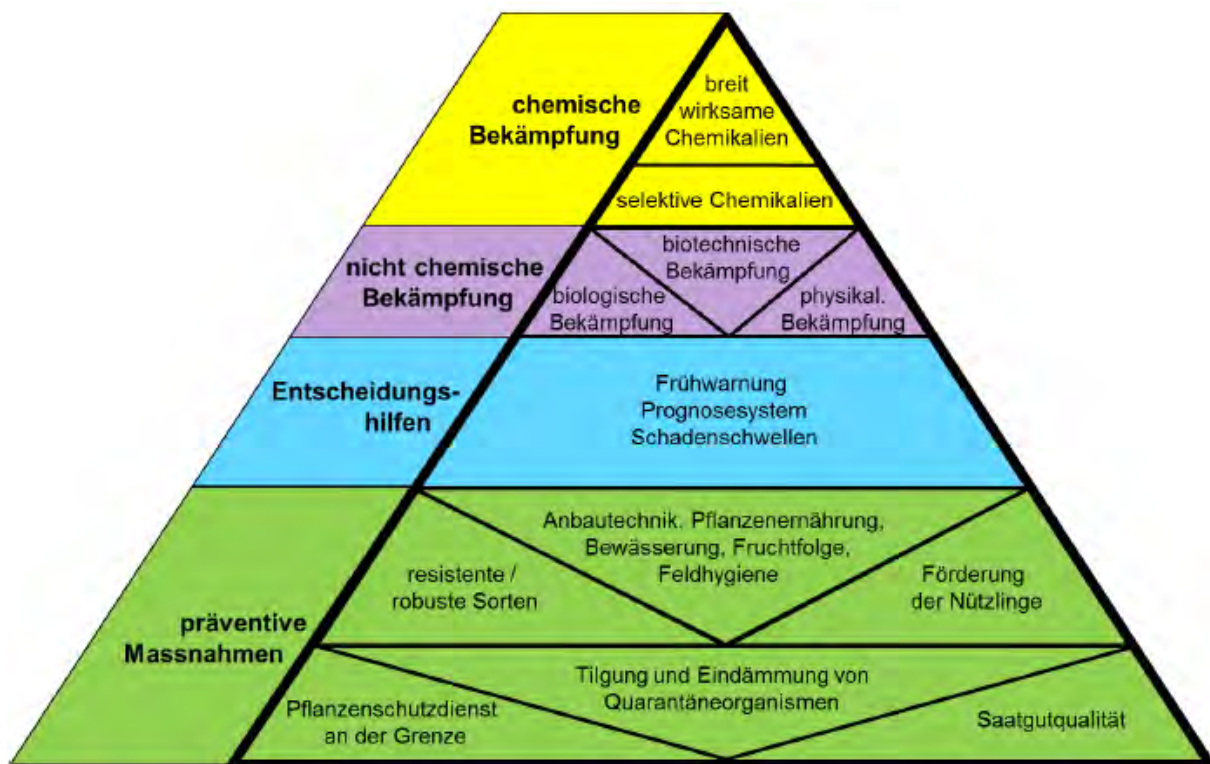 chemische
Bekämpfung
breit
wirksame
Chemikalien
selektive Chemikalien
nicht chemische
Bekämpfung
biotechnische
Bekämpfung
biologische
Bekämpfung
physikal.
Bekämpfung
Entscheidungs-
hilfen
Frühwarnung
Prognosesystem
Schadenschwellen
präventive
Massnahmen
Anbautechnik. Pflanzenernährung,
Bewässerung, Fruchtfolge,
Feldhygiene
resistente /
robuste Sorten
Förderung
der Nützlinge
Tilgung und Eindämmung von
Quarantäneorganismen
Pflanzenschutzdienst
an der Grenze
Saatgutqualität